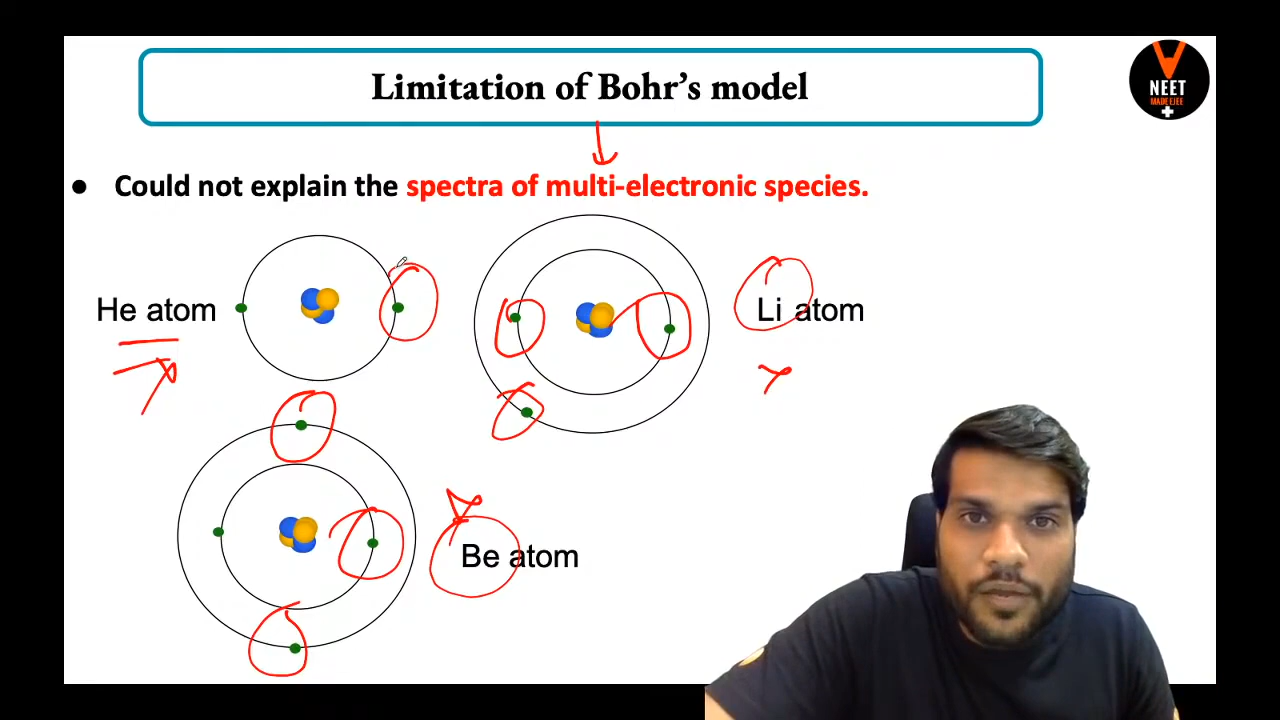 Limitation of Bohr's model
NEET
MADE EJEE
● Could not explain the spectra of multi-electronic species.
He atom
Li atom
Be atom